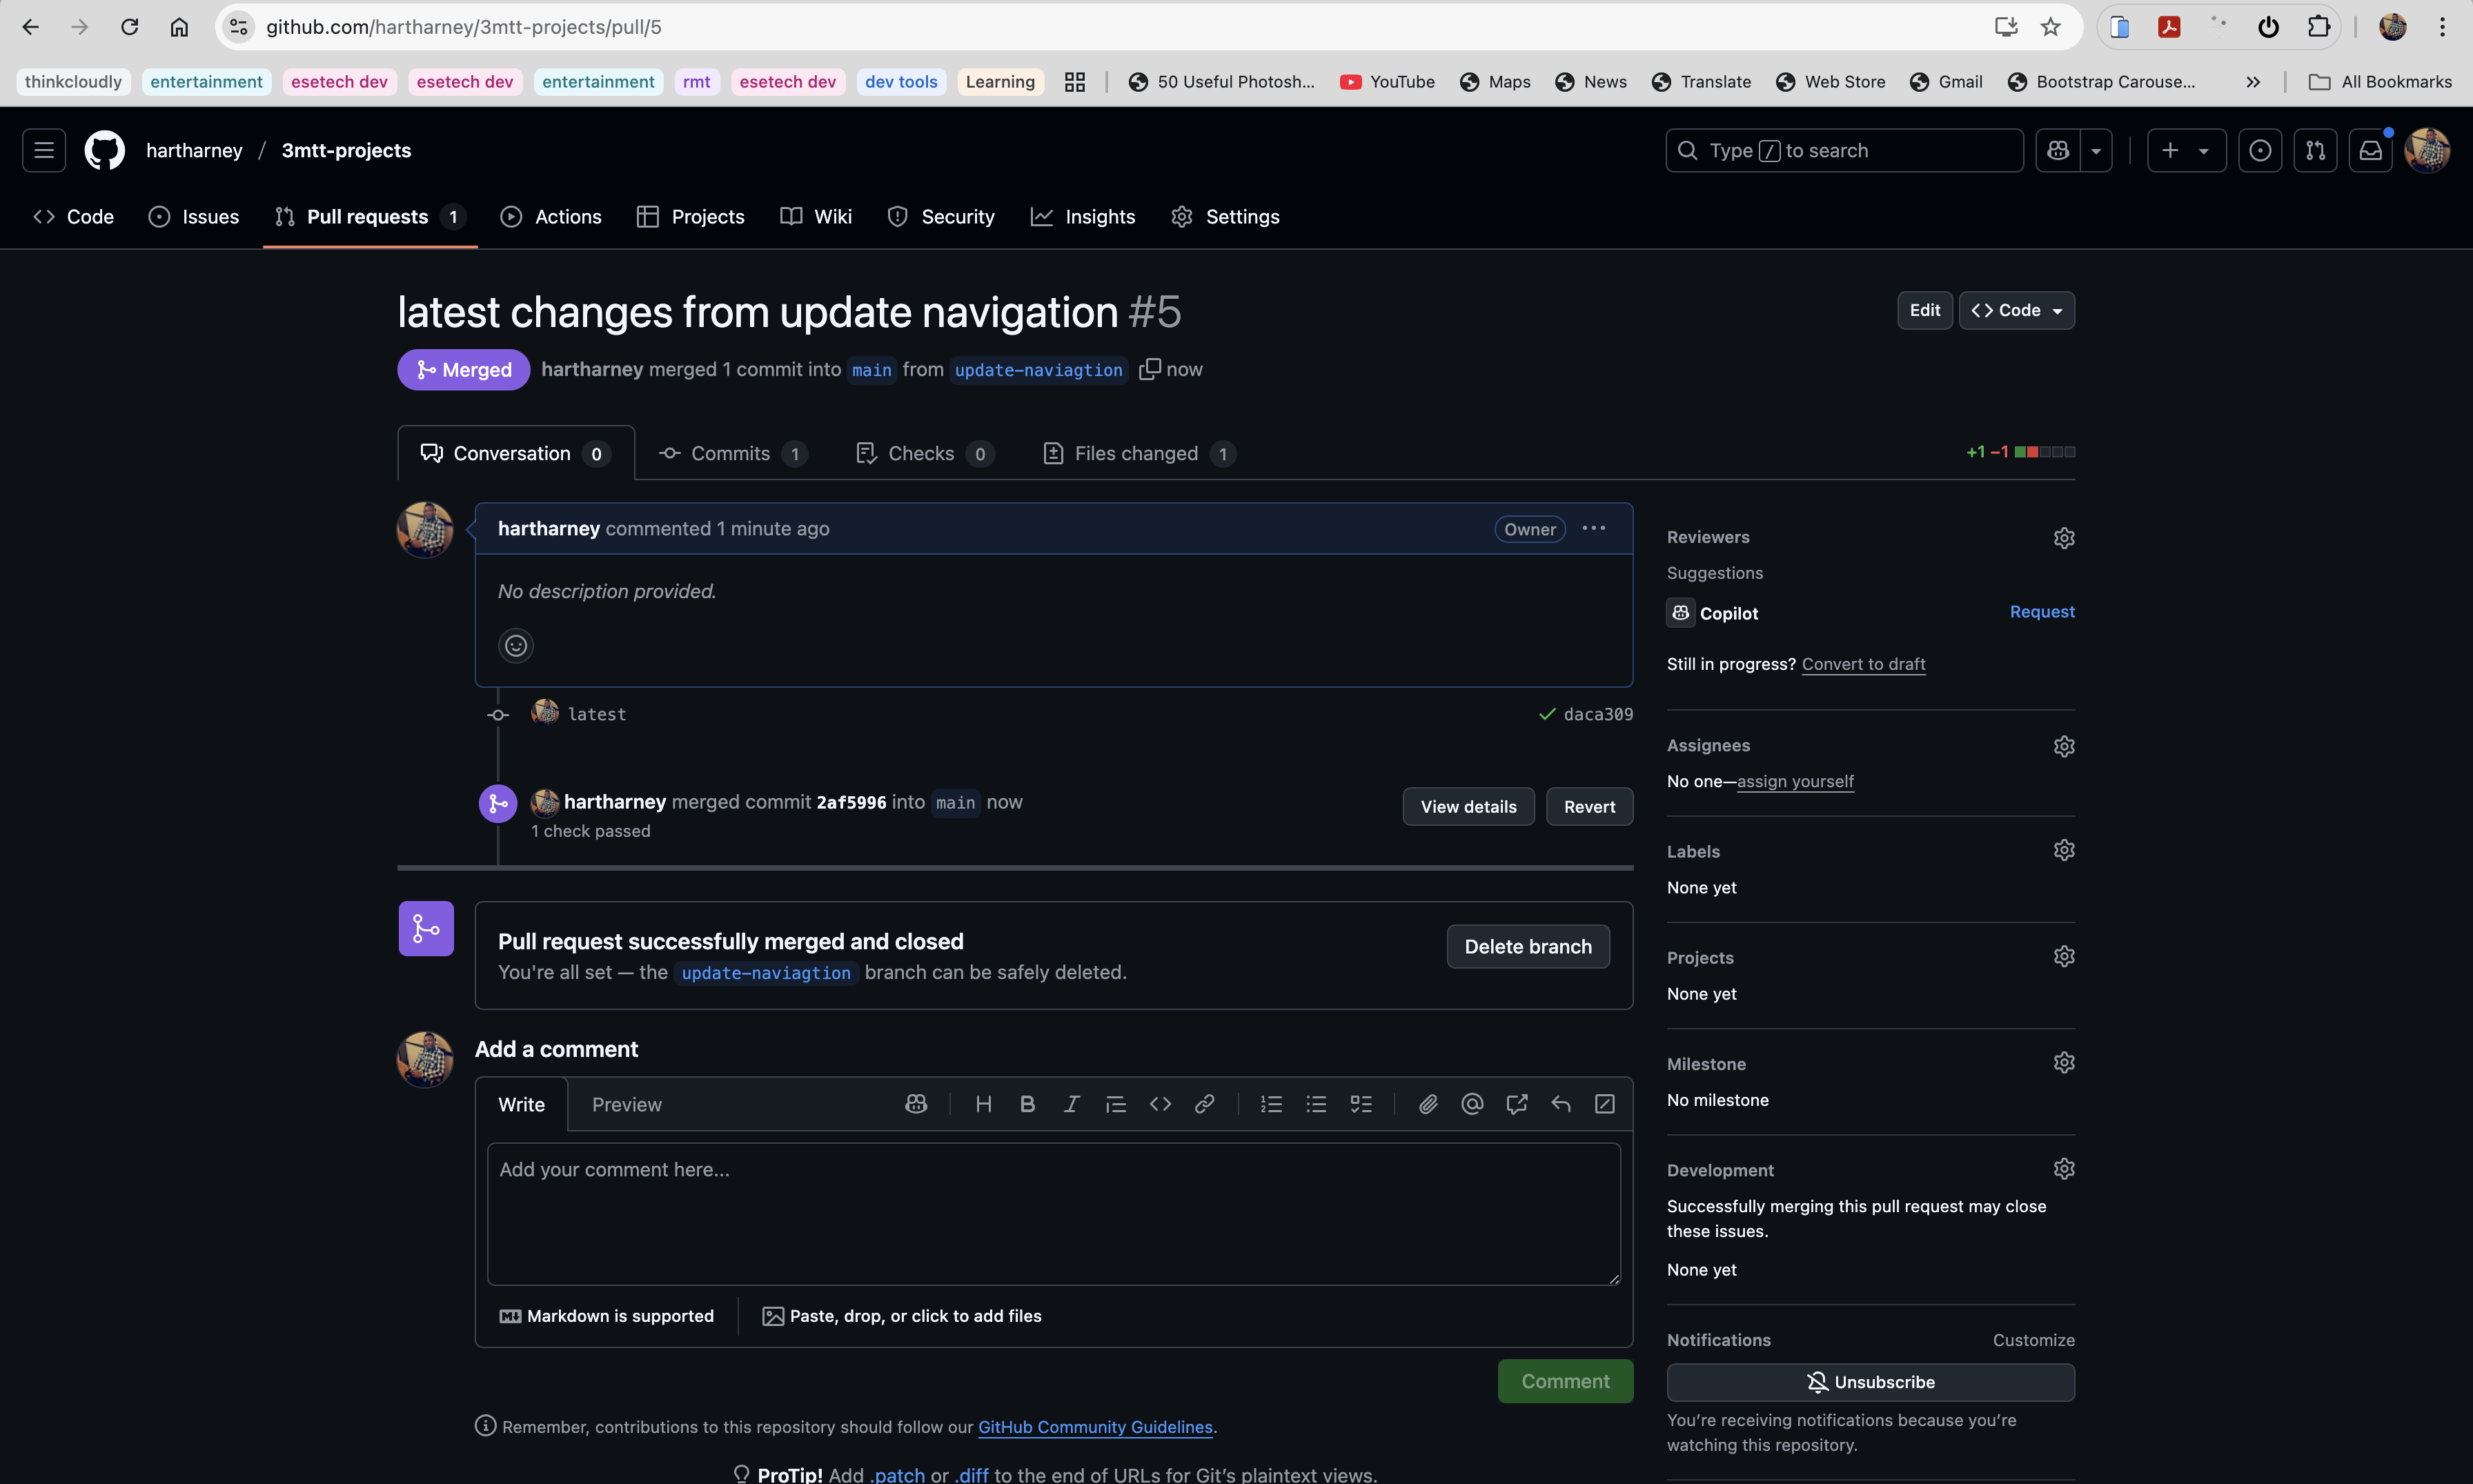 github.com/hartharney/3mtt-projects/pull/5
thinkcloudly entertainment esetech dev esetech dev entertainment rmt esetech dev dev tools Learning 50 Useful Photosh... YouTube Maps News Translate Web Store Gmail Bootstrap Carouse... All Bookmarks
hartharney / 3mtt-projects Type / to search
Code Issues Pull requests 1 Actions Projects Wiki Security Insights Settings
latest changes from update navigation #5 Edit Code
Merged hartharney merged 1 commit into main from update-naviagtion now
Conversation 0 Commits 1 Checks 0 Files changed 1 +1 −1
hartharney commented 1 minute ago Owner
No description provided.
latest daca309
hartharney merged commit 2af5996 into main now View details Revert
1 check passed
Pull request successfully merged and closed Delete branch
You're all set — the update-naviagtion branch can be safely deleted.
Add a comment
Write Preview H B I
Add your comment here...
Markdown is supported Paste, drop, or click to add files
Comment
Remember, contributions to this repository should follow our GitHub Community Guidelines.
ProTip! Add .patch or .diff to the end of URLs for Git's plaintext views.
Reviewers
Suggestions
Copilot Request
Still in progress? Convert to draft
Assignees
No one—assign yourself
Labels
None yet
Projects
None yet
Milestone
No milestone
Development
Successfully merging this pull request may close
these issues.
None yet
Notifications Customize
Unsubscribe
You're receiving notifications because you're
watching this repository.